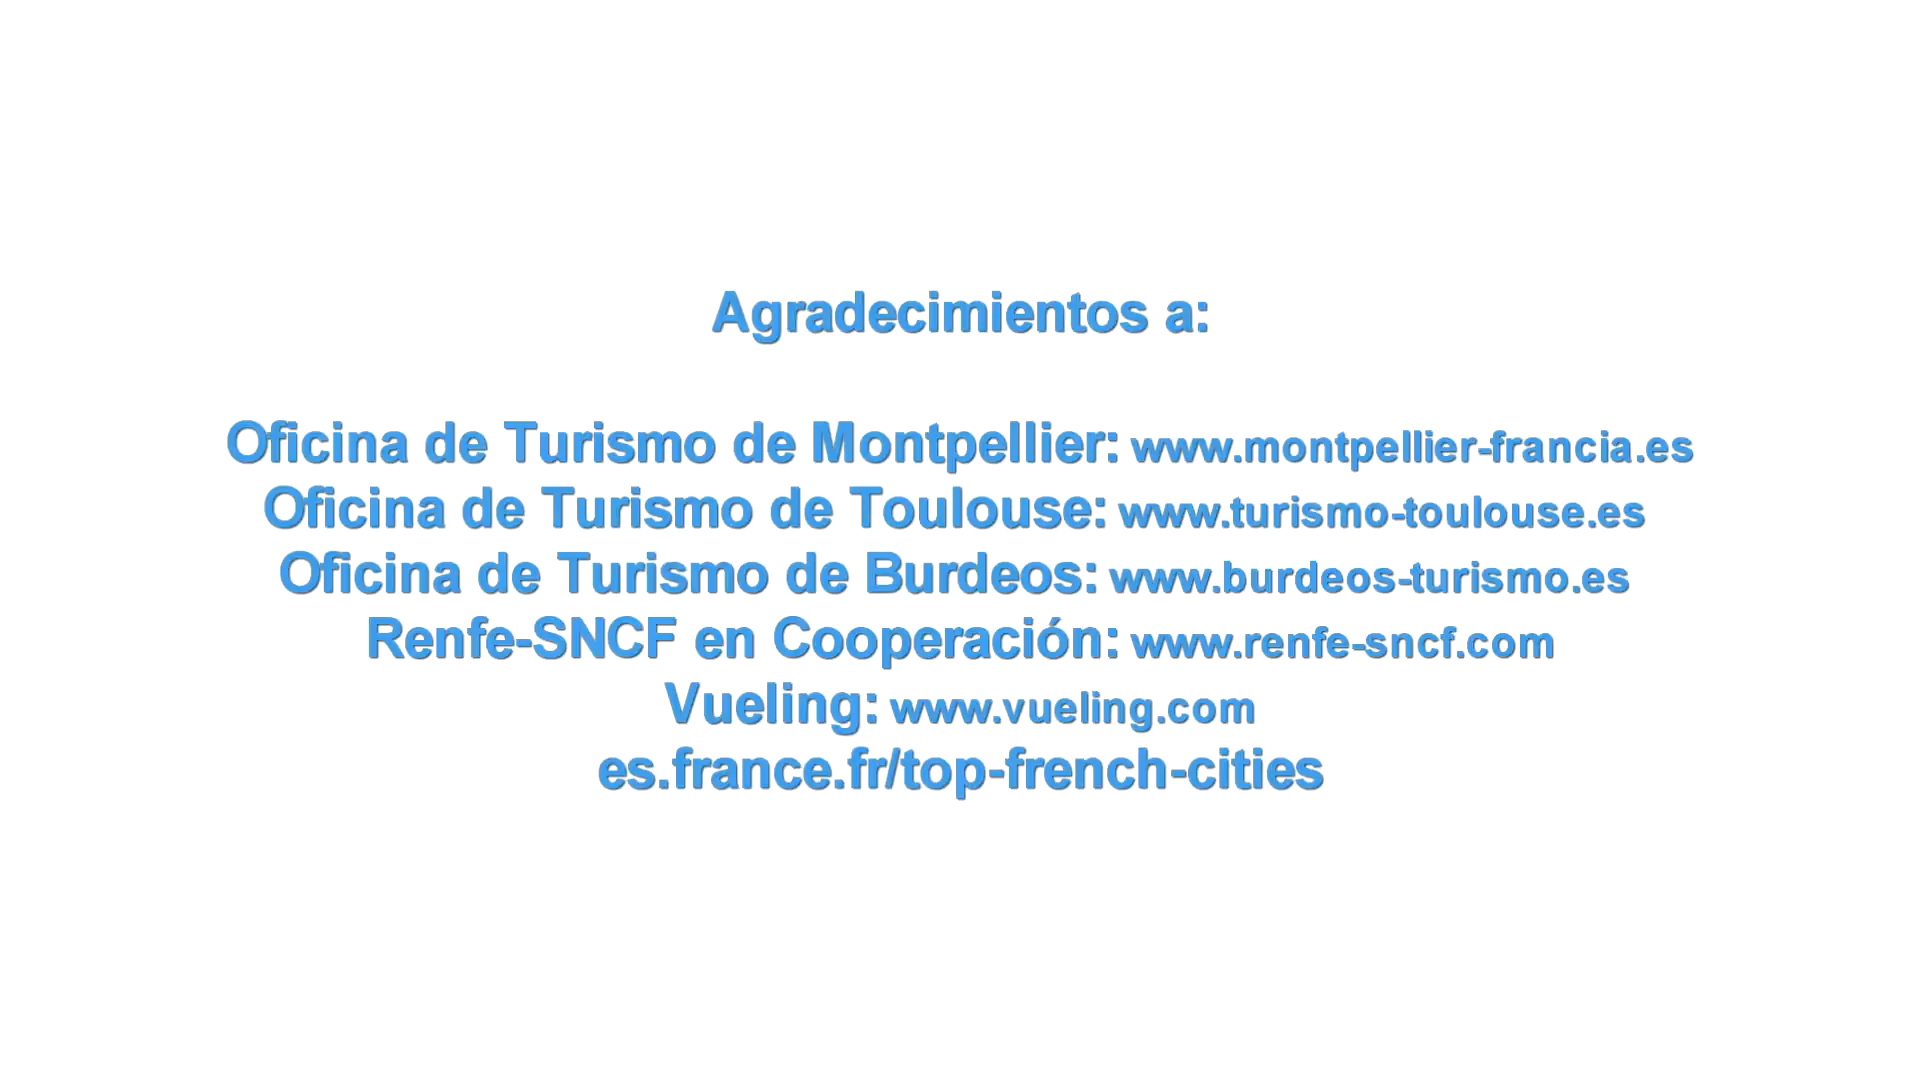 Agradecimientos a:
Oficina de Turismo de Montpellier: www.montpellier-francia.es
Oficina de Turismo de Toulouse: www.turismo-toulouse.es
Oficina de Turismo de Burdeos: www.burdeos-turismo.es
Renfe-SNCF en Cooperación: www.renfe-sncf.com
Vueling: www.vueling.com
es.france.fr/top-french-cities